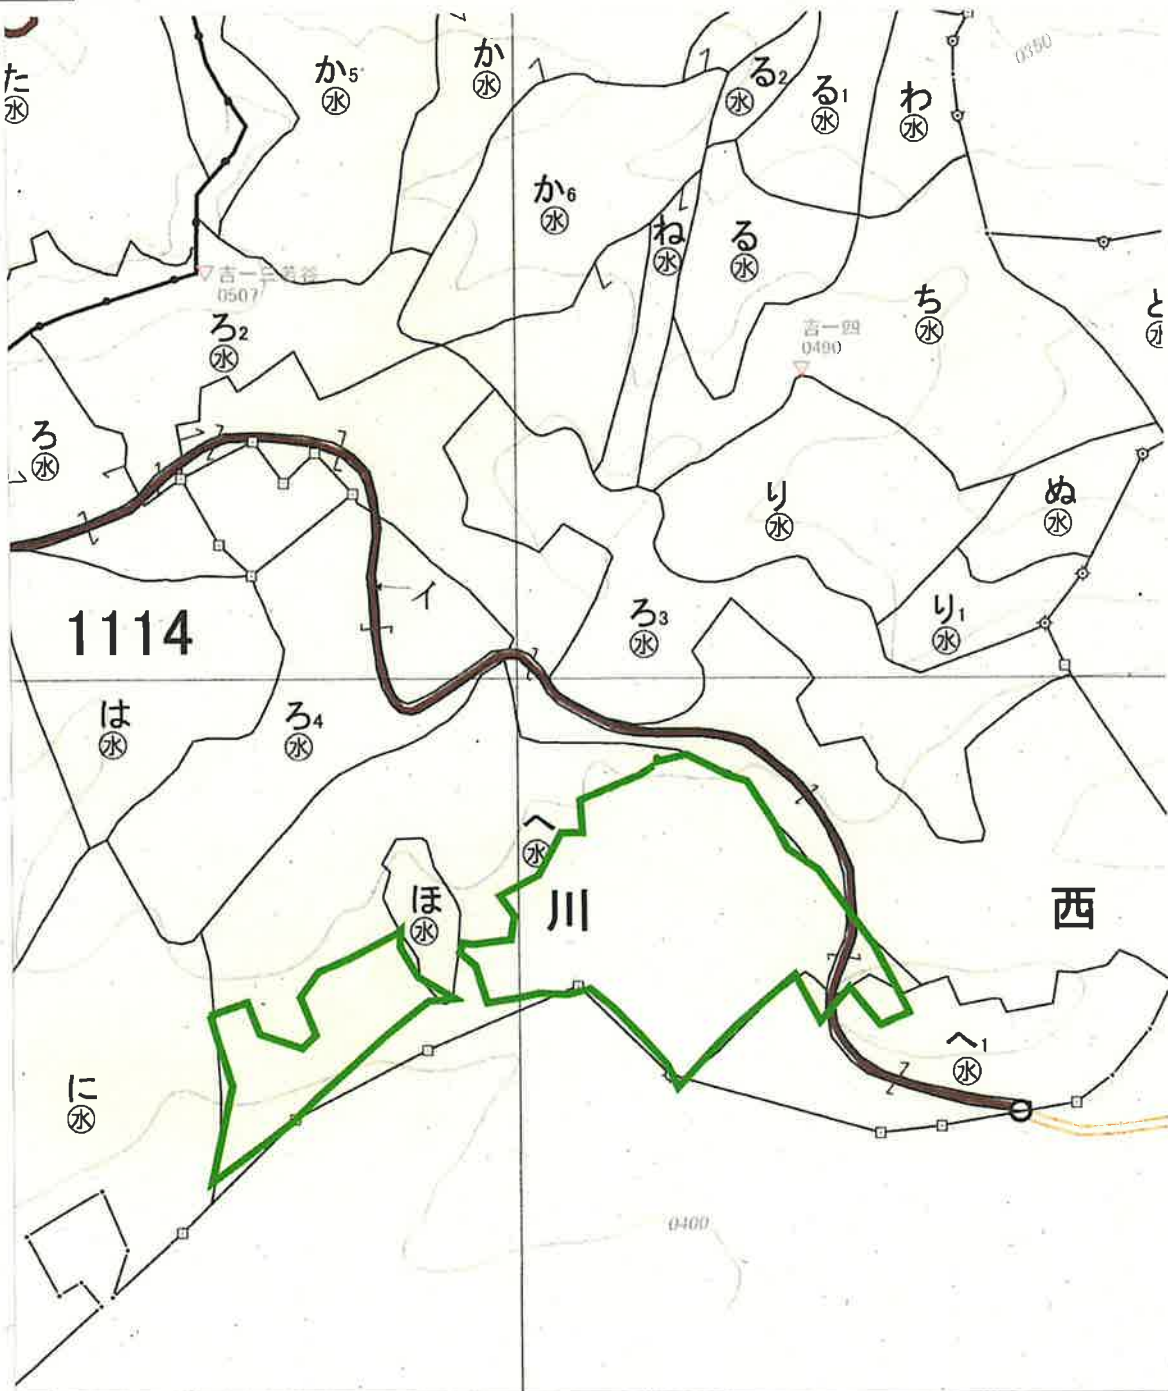 0350
た
水
か5
水
か
水
る2
水
る1
水
わ
水
か6
水
ね
水
る
水
ち
水
と
水
0507
吉一四
0490
ろ2
水
ろ
水
り
水
ぬ
水
イ
1114
ろ3
水
り1
水
は
水
ろ4
水
へ
水
ほ
水
川
西
に
水
へ1
水
0400